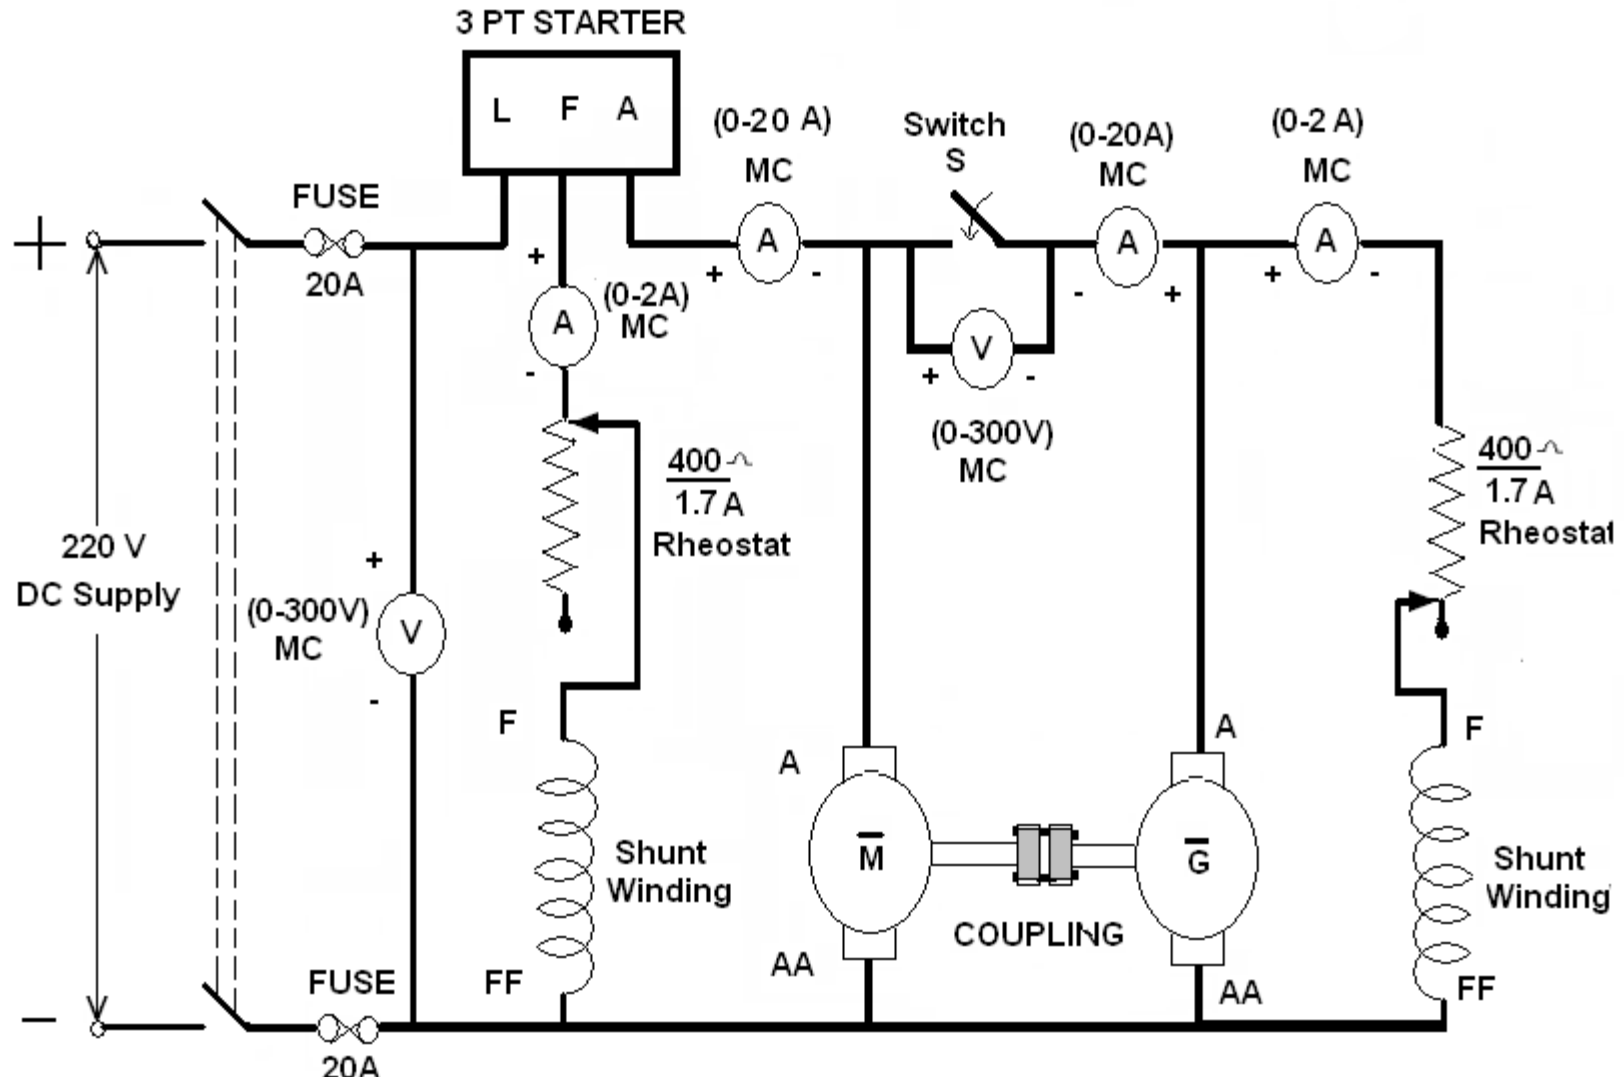 3 PT STARTER
L F A
(0-20 A)
MC
Switch
S
(0-20A)
MC
(0-2 A)
MC
FUSE
20A
+
+
-
A
(0-2A)
MC
A
+
-
A
-
+
A
+
-
V
+
-
(0-300V)
MC
400
1.7 A
Rheostat
400
1.7 A
Rheostat
220 V
DC Supply
+
(0-300V)
MC
V
-
F
Shunt
Winding
FF
A
M
AA
COUPLING
A
G
AA
F
Shunt
Winding
FF
FUSE
20A
-